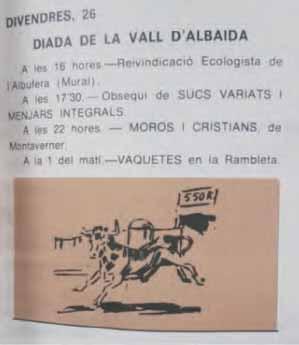 DIVENDRES, 26
DIADA DE LA VALL D'ALBAIDA
A les 16 hores.—Reivindicació Ecologista de
l'Albufera (Mural).
A les 17'30.—Obsequi de SUCS VARIATS I
MENJARS INTEGRALS.
A les 22 hores. — MOROS I CRISTIANS, de
Montaverner.
A la 1 del matí.—VAQUETES en la Rambleta.